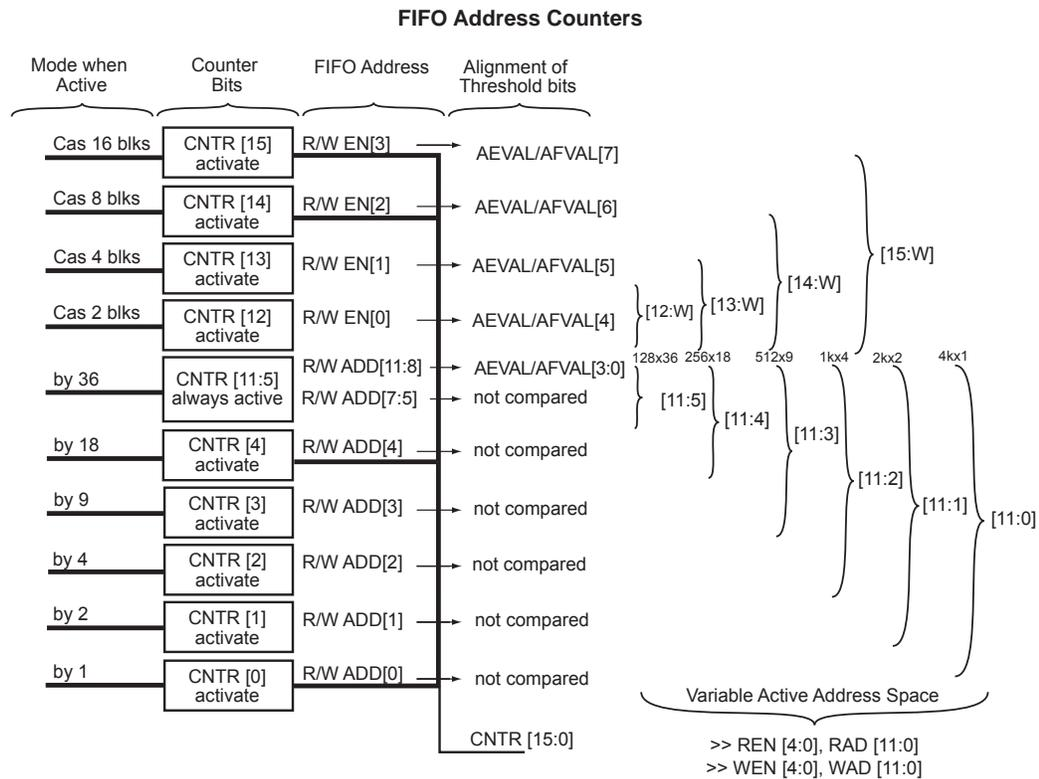 FIFO Address Counters
Mode when
Active
Counter
Bits
FIFO Address
Alignment of
Threshold bits
Cas 16 blks
CNTR [15]
activate
R/W EN[3]
AEVAL/AFVAL[7]
Cas 8 blks
CNTR [14]
activate
R/W EN[2]
AEVAL/AFVAL[6]
Cas 4 blks
CNTR [13]
activate
R/W EN[1]
AEVAL/AFVAL[5]
Cas 2 blks
CNTR [12]
activate
R/W EN[0]
AEVAL/AFVAL[4]
by 36
CNTR [11:5]
always active
R/W ADD[11:8]
AEVAL/AFVAL[3:0]
R/W ADD[7:5]
not compared
by 18
CNTR [4]
activate
R/W ADD[4]
not compared
by 9
CNTR [3]
activate
R/W ADD[3]
not compared
by 4
CNTR [2]
activate
R/W ADD[2]
not compared
by 2
CNTR [1]
activate
R/W ADD[1]
not compared
by 1
CNTR [0]
activate
R/W ADD[0]
not compared
CNTR [15:0]
[12:W]
[13:W]
[14:W]
[15:W]
128x36
256x18
512x9
1kx4
2kx2
4kx1
[11:5]
[11:4]
[11:3]
[11:2]
[11:1]
[11:0]
Variable Active Address Space
>> REN [4:0], RAD [11:0]
>> WEN [4:0], WAD [11:0]